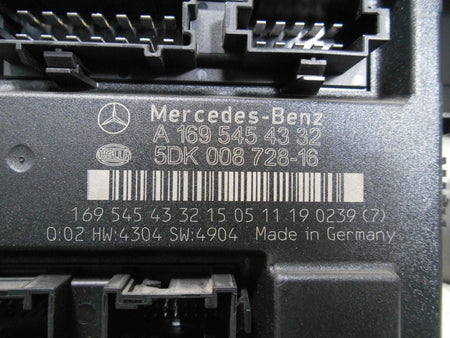 Mercedes-Benz
A 169 545 43 32
HELLA 5DK 008 728-16
169 545 43 32 15 05 11 19 0239 (7)
0:02 HW:4304 SW:4904 Made in Germany